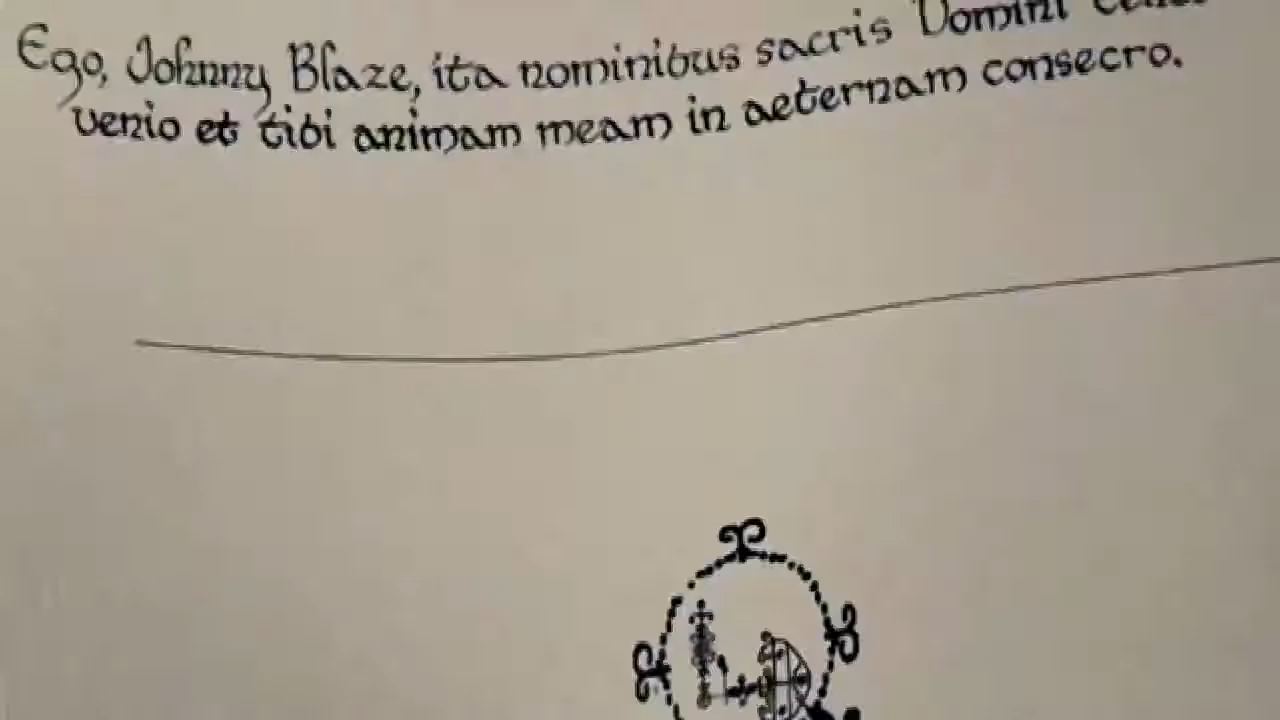 Ego, Johnny Blaze, ita nominibus sacris Domini
venio et tibi animam meam in aeternam consecro.